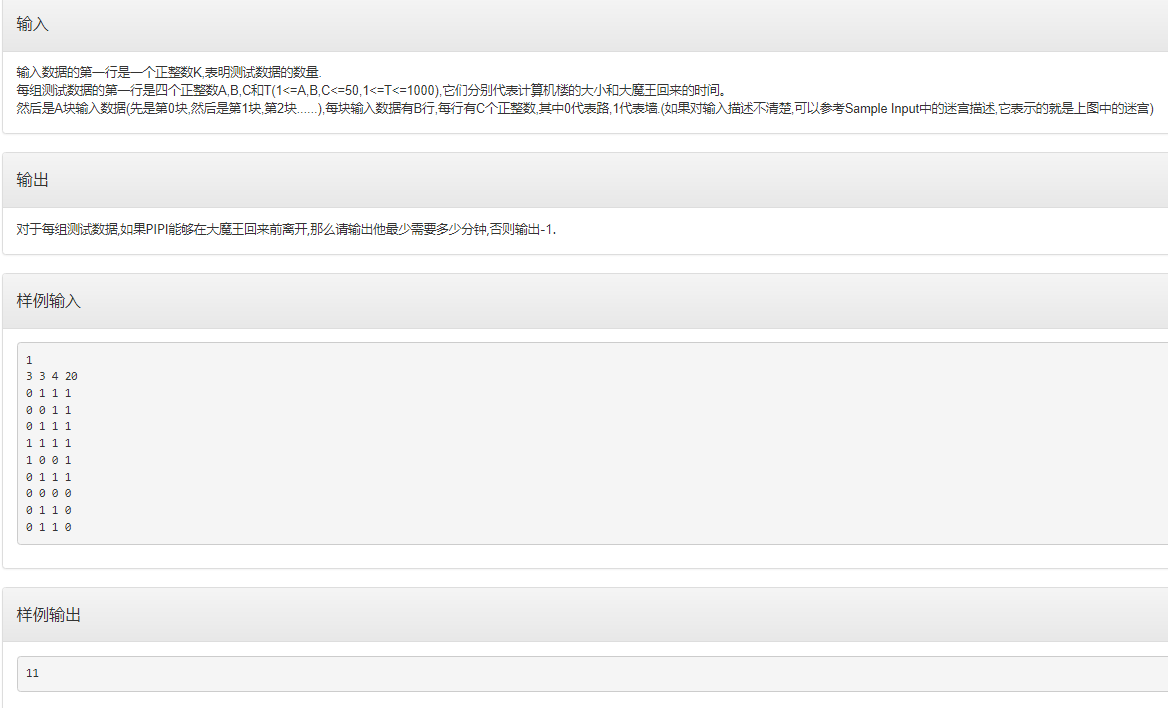 输入
输入数据的第一行是一个正整数K,表明测试数据的数量.
每组测试数据的第一行是四个正整数A,B,C和T(1<=A,B,C<=50,1<=T<=1000),它们分别代表计算机楼的大小和大魔王回来的时间。
然后是A块输入数据(先是第0块,然后是第1块,第2块......),每块输入数据有B行,每行有C个正整数,其中0代表路,1代表墙.(如果对输入描述不清楚,可以参考Sample Input中的迷宫描述,它表示的就是上图中的迷宫)
输出
对于每组测试数据,如果PIPI能够在大魔王回来前离开,那么请输出他最少需要多少分钟,否则输出-1.
样例输入
1
3 3 4 20
0 1 1 1
0 0 1 1
0 1 1 1
1 1 1 1
1 0 0 1
0 1 1 1
0 0 0 0
0 1 1 0
0 1 1 0
样例输出
11